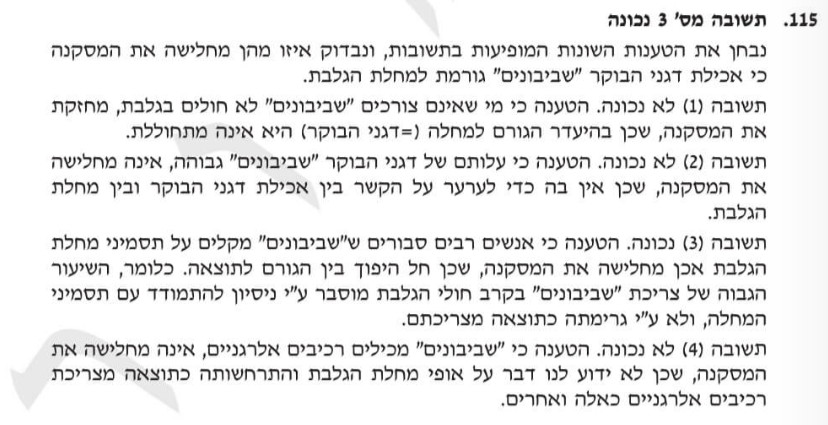 115. תשובה מס' 3 נכונה
נבחן את הטענות השונות המופיעות בתשובות, ונבדוק איזו מהן מחלישה את המסקנה
כי אכילת דגני הבוקר "שביבונים" גורמת למחלת הגלבת.
תשובה (1) לא נכונה. הטענה כי מי שאינם צורכים "שביבונים" לא חולים בגלבת, מחזקת
את המסקנה, שכן בהיעדר הגורם למחלה (=דגני הבוקר) היא אינה מתחוללת.
תשובה (2) לא נכונה. הטענה כי עלותם של דגני הבוקר "שביבונים" גבוהה, אינה מחלישה
את המסקנה, שכן אין בה כדי לערער על הקשר בין אכילת דגני הבוקר ובין מחלת
הגלבת.
תשובה (3) נכונה. הטענה כי אנשים רבים סבורים ש"שביבונים" מקלים על תסמיני מחלת
הגלבת אכן מחלישה את המסקנה, שכן חל היפוך בין הגורם לתוצאה. כלומר, השיעור
הגבוה של צריכת "שביבונים" בקרב חולי הגלבת מוסבר ע"י ניסיון להתמודד עם תסמיני
המחלה, ולא ע"י גרימתה כתוצאה מצריכתם.
תשובה (4) לא נכונה. הטענה כי "שביבונים" מכילים רכיבים אלרגניים, אינה מחלישה את
המסקנה, שכן לא ידוע לנו דבר על אופי מחלת הגלבת והתרחשותה כתוצאה מצריכת
רכיבים אלרגניים כאלה ואחרים.